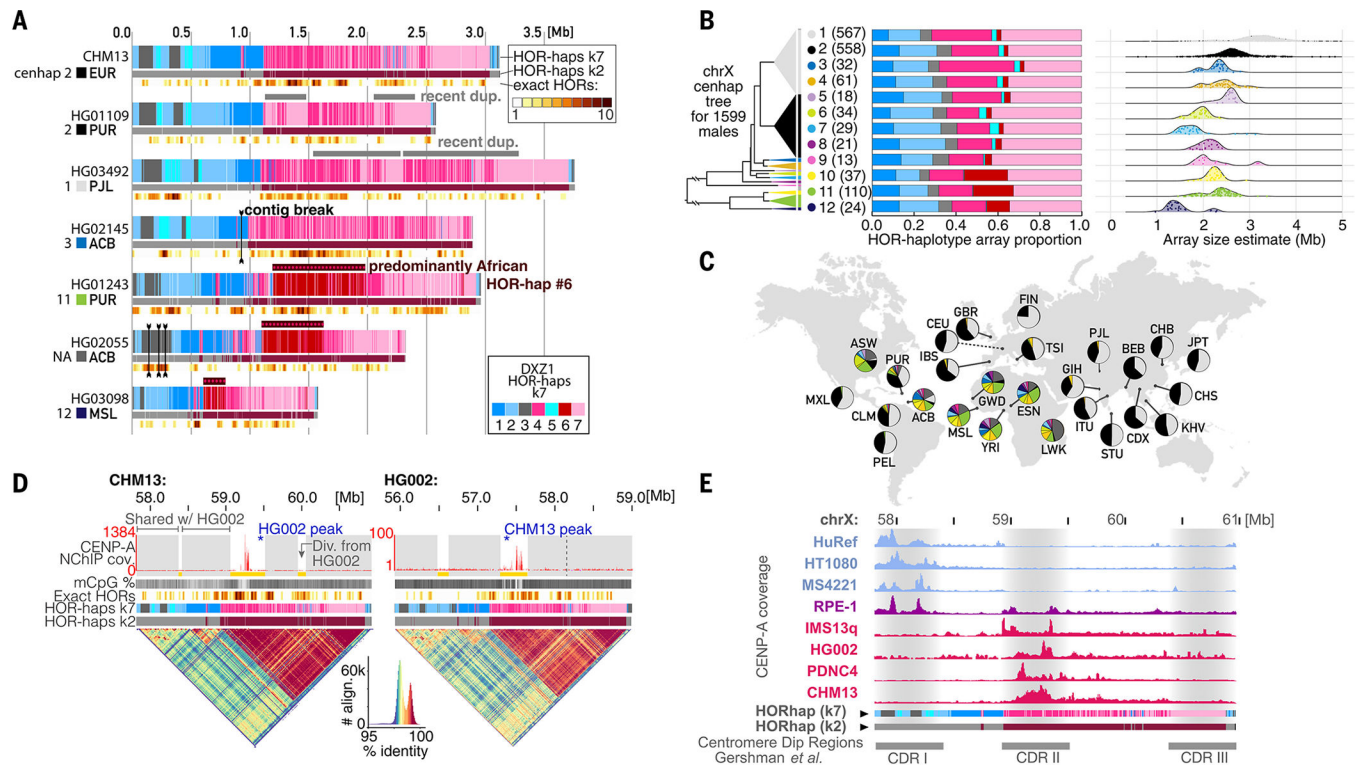 A
0.0 0.5 1.0 1.5 2.0 2.5 3.0 3.5 [Mb]
CHM13
cenhap 2 EUR
HOR-haps k7
HOR-haps k2
exact HORs:
1 10
recent dup.
HG01109
2 PUR
recent dup.
HG03492
1 PJL
contig break
HG02145
3 ACB
predominantly African
HOR-hap #6
HG01243
11 PUR
HG02055
NA ACB
HG03098
12 MSL
DXZ1
HOR-haps
k7
1 2 3 4 5 6 7
B
chrX
cenhap
tree
for 1599
males
1 (567)
2 (558)
3 (32)
4 (61)
5 (18)
6 (34)
7 (29)
8 (21)
9 (13)
10 (37)
11 (110)
12 (24)
0.0 0.2 0.4 0.6 0.8 1.0
HOR-haplotype array proportion
0 1 2 3 4 5
Array size estimate (Mb)
C
FIN
GBR
CEU
TSI
IBS
ASW
PUR
MXL
CLM
ACB
PEL
MSL
GWD
YRI
ESN
LWK
PJL
GIH
BEB
CHB
JPT
CHS
ITU
STU
CDX
KHV
D
CHM13:
58.0 59.0 60.0 [Mb]
Shared w/ HG002
1384
HG002 peak
*
CENP-A
NChIP cov.
0
Div. from
HG002
mCpG %
Exact HORs
HOR-haps k7
HOR-haps k2
HG002:
56.0 57.0 58.0 59.0 [Mb]
100
CHM13 peak
*
0
60k
# align.
95 100
% identity
E
chrX: 58 59 60 61 [Mb]
CENP-A coverage
HuRef
HT1080
MS4221
RPE-1
IMS13q
HG002
PDNC4
CHM13
HORhap (k7)
HORhap (k2)
Centromere Dip Regions
Gershman et al.
CDR I CDR II CDR III